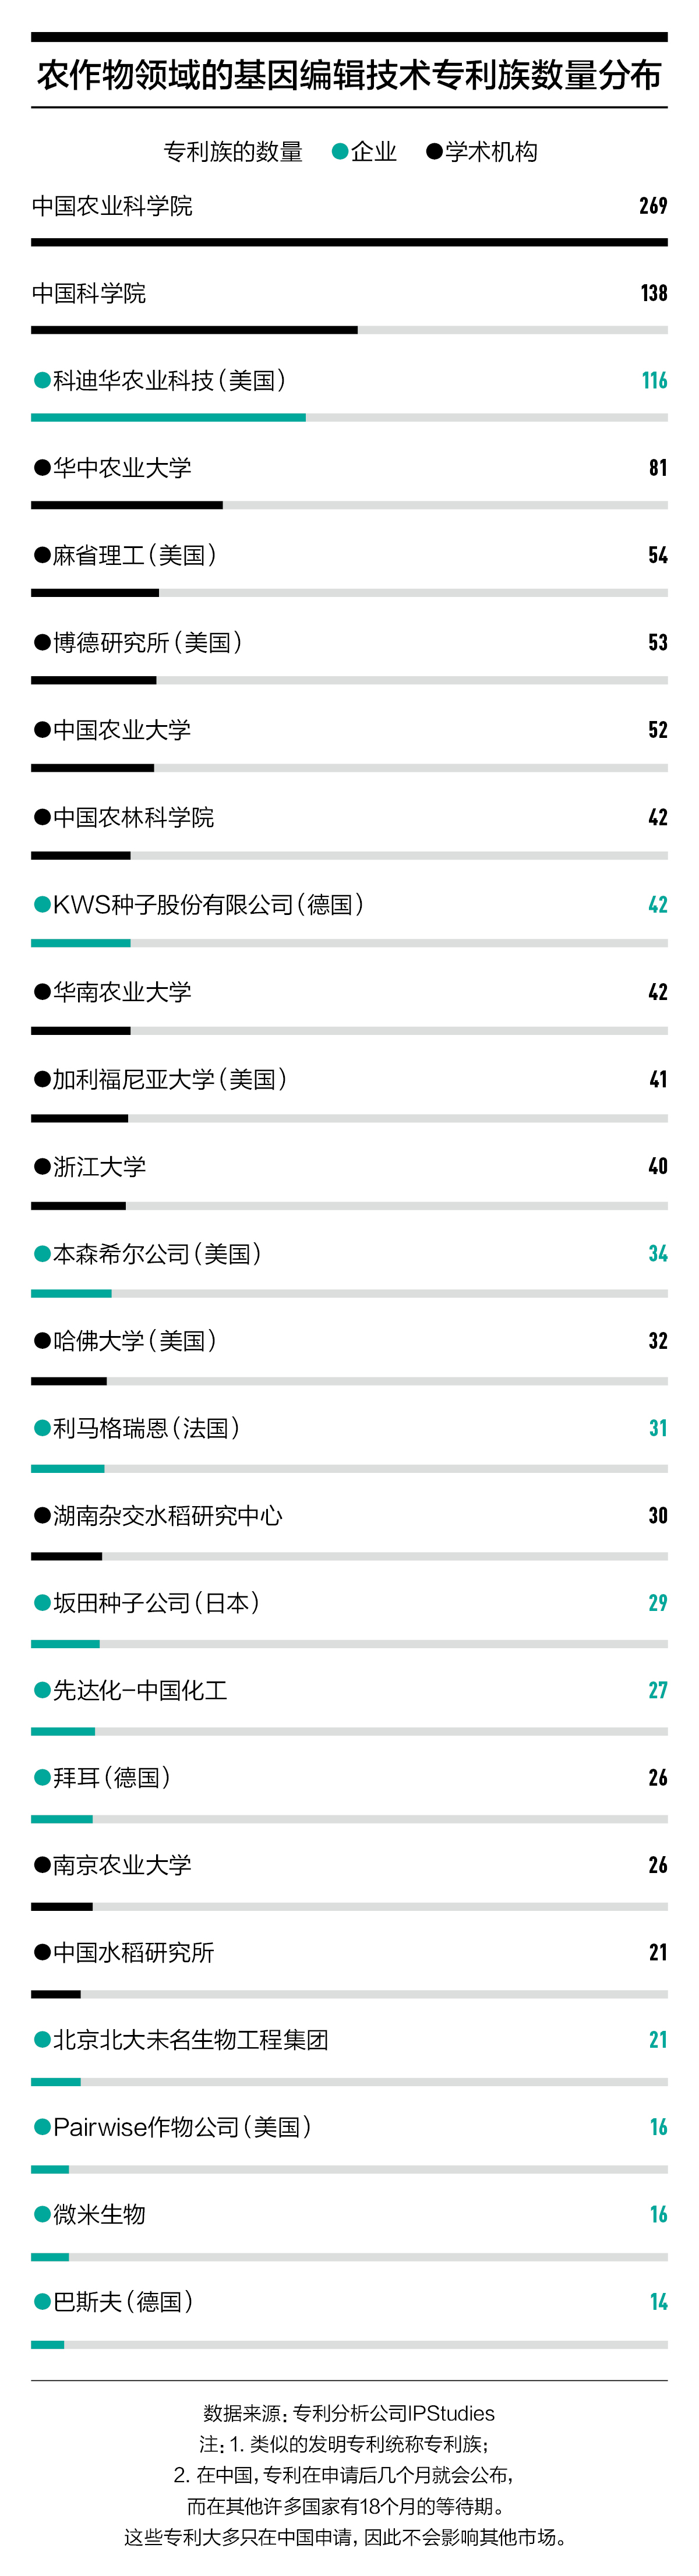 农作物领域的基因编辑技术专利族数量分布
专利族的数量 ●企业 ●学术机构
中国农业科学院 269
中国科学院 138
●科迪华农业科技（美国） 116
●华中农业大学 81
●麻省理工（美国） 54
●博德研究所（美国） 53
●中国农业大学 52
●中国农林科学院 42
●KWS种子股份有限公司（德国） 42
●华南农业大学 42
●加利福尼亚大学（美国） 41
●浙江大学 40
●本森希尔公司（美国） 34
●哈佛大学（美国） 32
●利马格瑞恩（法国） 31
●湖南杂交水稻研究中心 30
●坂田种子公司（日本） 29
●先达化-中国化工 27
●拜耳（德国） 26
●南京农业大学 26
●中国水稻研究所 21
●北京北大未名生物工程集团 21
●Pairwise作物公司（美国） 16
●微米生物 16
●巴斯夫（德国） 14
数据来源：专利分析公司IPStudies
注：1. 类似的发明专利统称专利族；
2. 在中国，专利在申请后几个月就会公布，
而在其他许多国家有18个月的等待期。
这些专利大多只在中国申请，因此不会影响其他市场。